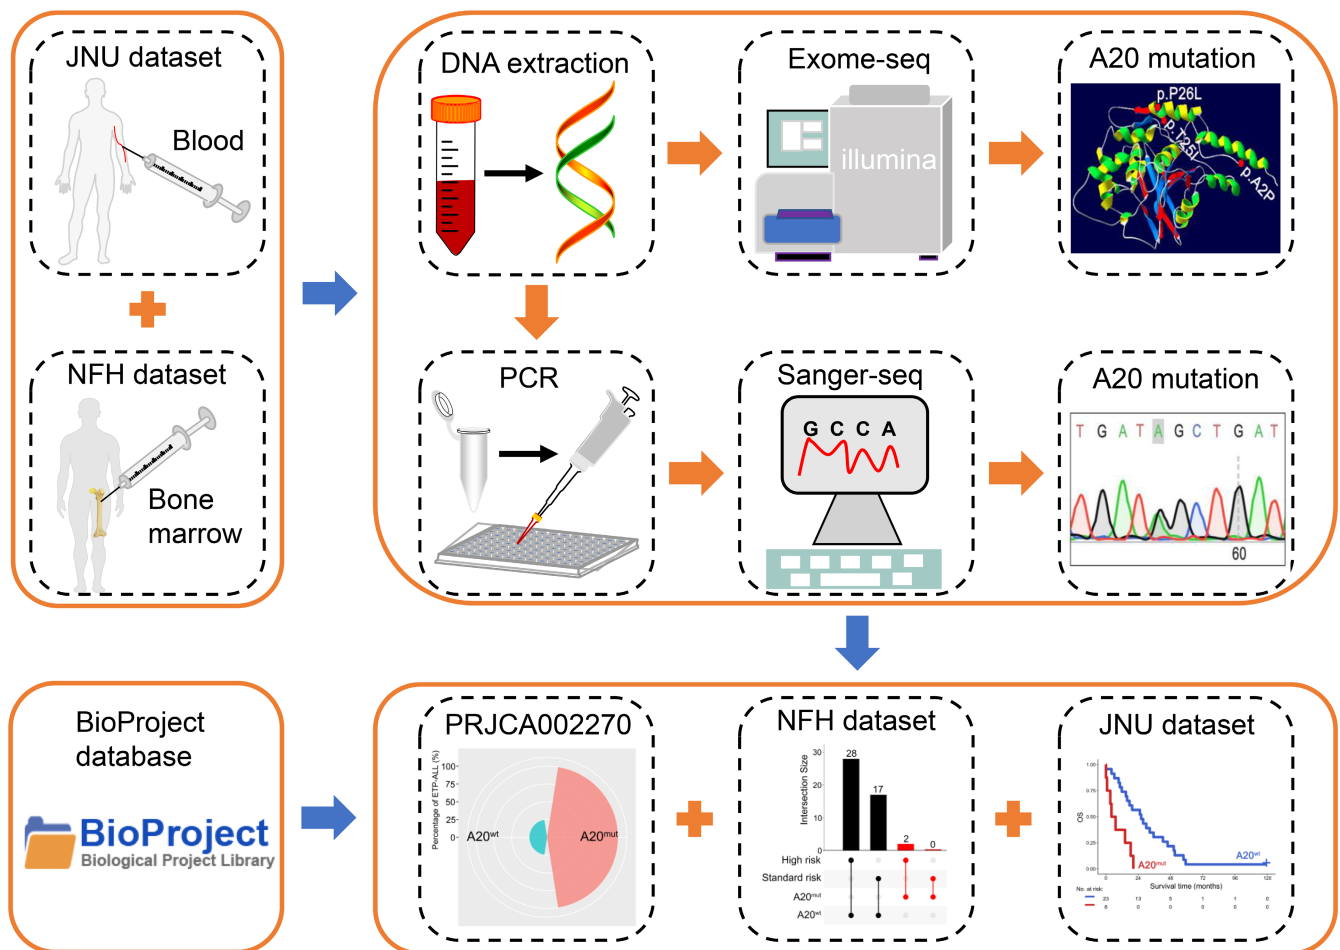 JNU dataset
Blood
NFH dataset
Bone
marrow
DNA extraction
Exome-seq
illumina
A20 mutation
p.P26L
p.T25I
p.A2P
PCR
Sanger-seq
G C C A
A20 mutation
T G A T A G C T G A T
60
BioProject
database
BioProject
Biological Project Library
PRJCA002270
Percentage of ETP-ALL (%)
100
75
50
25
0
A20wt
A20mut
NFH dataset
Intersection Size
30
20
10
0
28
17
2
0
High risk
Standard risk
A20mut
A20wt
JNU dataset
OS
1.00
0.75
0.50
0.25
0.00
A20mut
A20wt
0 24 48 72 96 120
Survival time (months)
No. at risk:
23 13 5 1 1 0
8 0 0 0 0 0